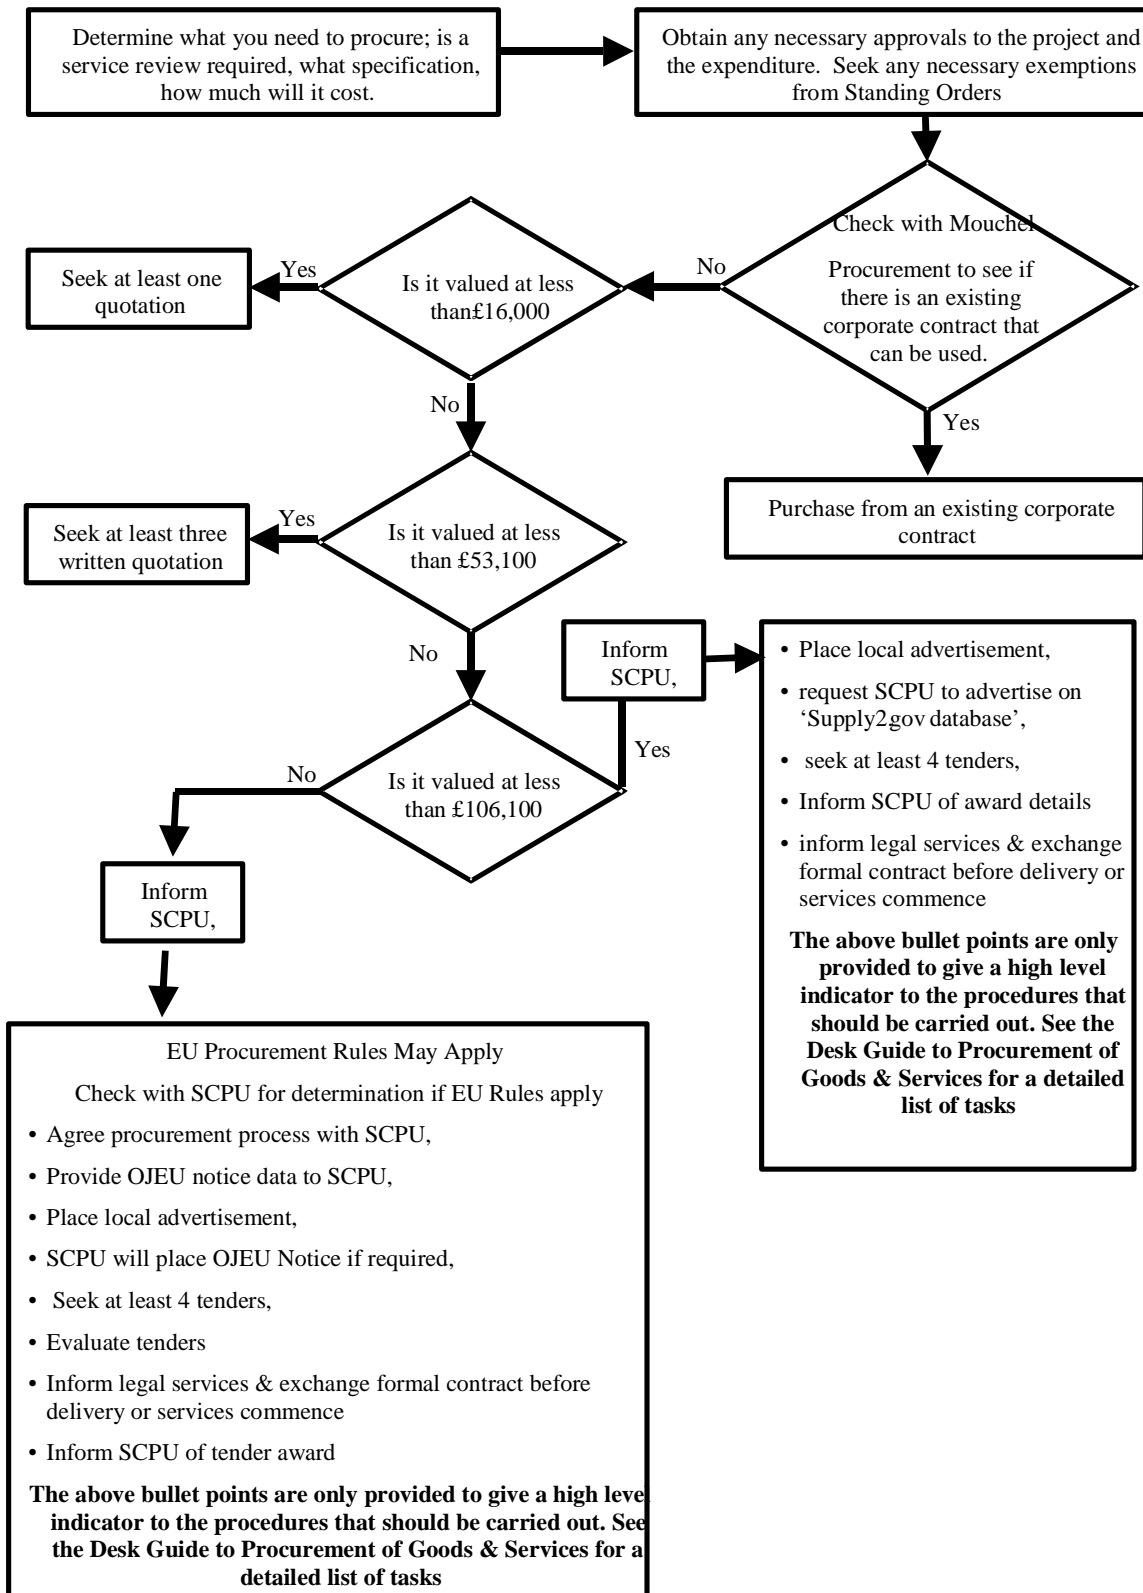 Determine what you need to procure; is a
service review required, what specification,
how much will it cost.
Obtain any necessary approvals to the project and
the expenditure.  Seek any necessary exemptions
from Standing Orders
Check with Mouchel
Procurement to see if
there is an existing
corporate contract that
can be used.
No
Is it valued at less
than£16,000
Yes
Seek at least one
quotation
Yes
Purchase from an existing corporate
contract
No
Is it valued at less
than £53,100
Yes
Seek at least three
written quotation
No
Is it valued at less
than £106,100
Yes
Inform
SCPU,
• Place local advertisement,
• request SCPU to advertise on
‘Supply2gov database’,
• seek at least 4 tenders,
• Inform SCPU of award details
• inform legal services & exchange
formal contract before delivery or
services commence
The above bullet points are only
provided to give a high level
indicator to the procedures that
should be carried out. See the
Desk Guide to Procurement of
Goods & Services for a detailed
list of tasks
No
Inform
SCPU,
EU Procurement Rules May Apply
Check with SCPU for determination if EU Rules apply
• Agree procurement process with SCPU,
• Provide OJEU notice data to SCPU,
• Place local advertisement,
• SCPU will place OJEU Notice if required,
• Seek at least 4 tenders,
• Evaluate tenders
• Inform legal services & exchange formal contract before
delivery or services commence
• Inform SCPU of tender award
The above bullet points are only provided to give a high level
indicator to the procedures that should be carried out. See
the Desk Guide to Procurement of Goods & Services for a
detailed list of tasks